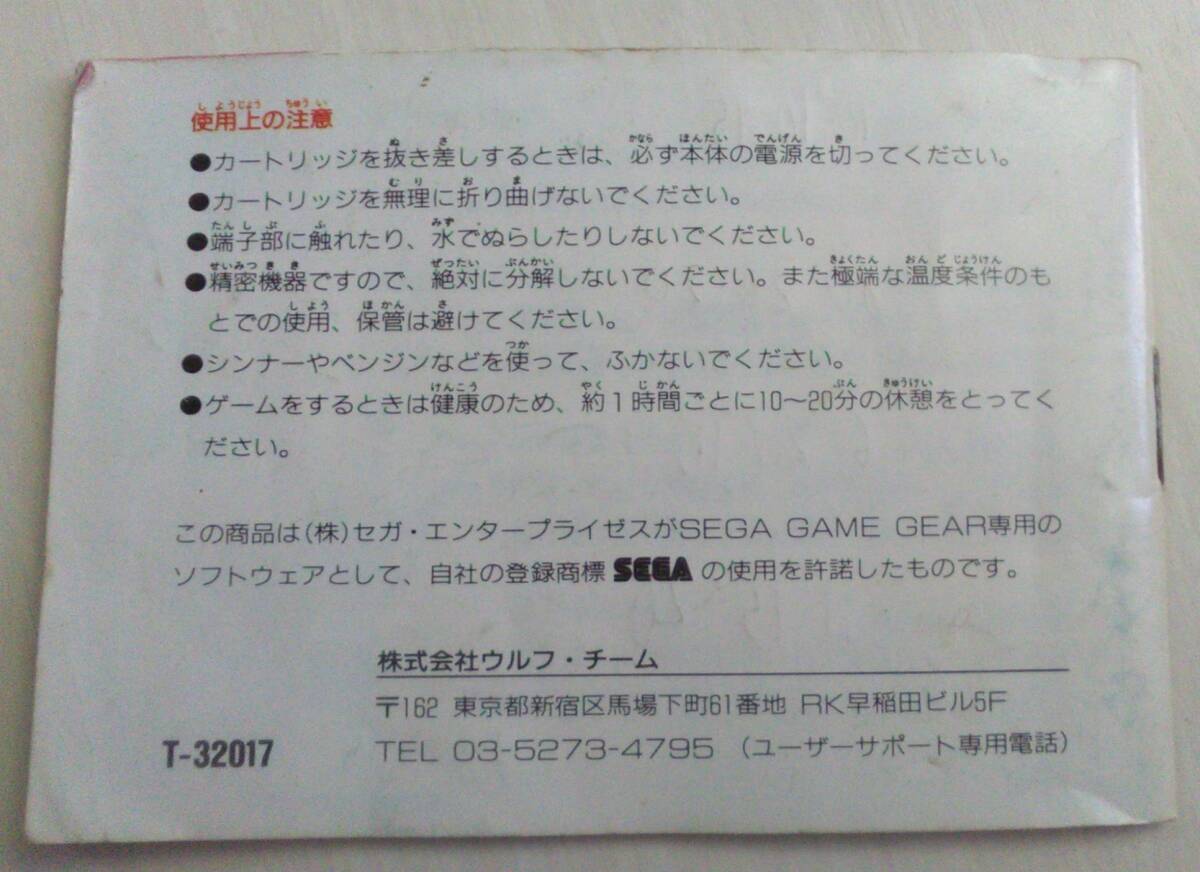 使用上の注意
●カートリッジを抜き差しするときは、必ず本体の電源を切ってください。
●カートリッジを無理に折り曲げないでください。
●端子部に触れたり、水でぬらしたりしないでください。
●精密機器ですので、絶対に分解しないでください。また極端な温度条件のも
とでの使用、保管は避けてください。
●シンナーやベンジンなどを使って、ふかないでください。
●ゲームをするときは健康のため、約1時間ごとに10～20分の休憩をとってく
ださい。
この商品は(株)セガ・エンタープライゼスがSEGA GAME GEAR専用の
ソフトウェアとして、自社の登録商標 SEGA の使用を許諾したものです。
株式会社ウルフ・チーム
〒162 東京都新宿区馬場下町61番地 RK早稲田ビル5F
TEL 03-5273-4795 (ユーザーサポート専用電話)
T-32017